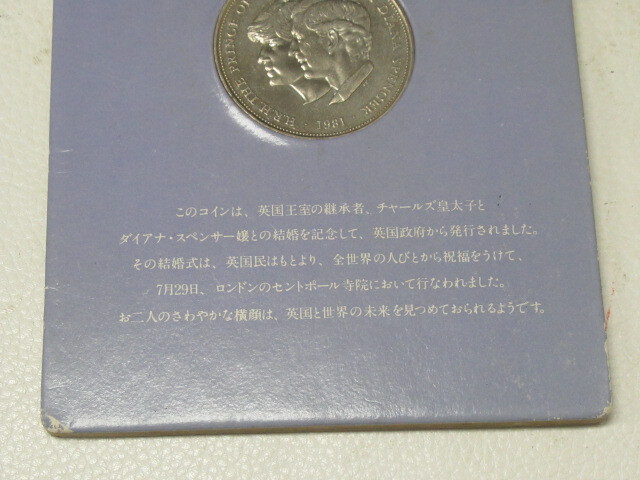 H.R.H. THE PRINCE OF
DIANA SPENCER
1981
このコインは、英国王室の継承者、チャールズ皇太子と
ダイアナ・スペンサー嬢との結婚を記念して、英国政府から発行されました。
その結婚式は、英国民はもとより、全世界の人びとから祝福をうけて、
7月29日、ロンドンのセントポール寺院において行なわれました。
お二人のさわやかな横顔は、英国と世界の未来を見つめておられるようです。